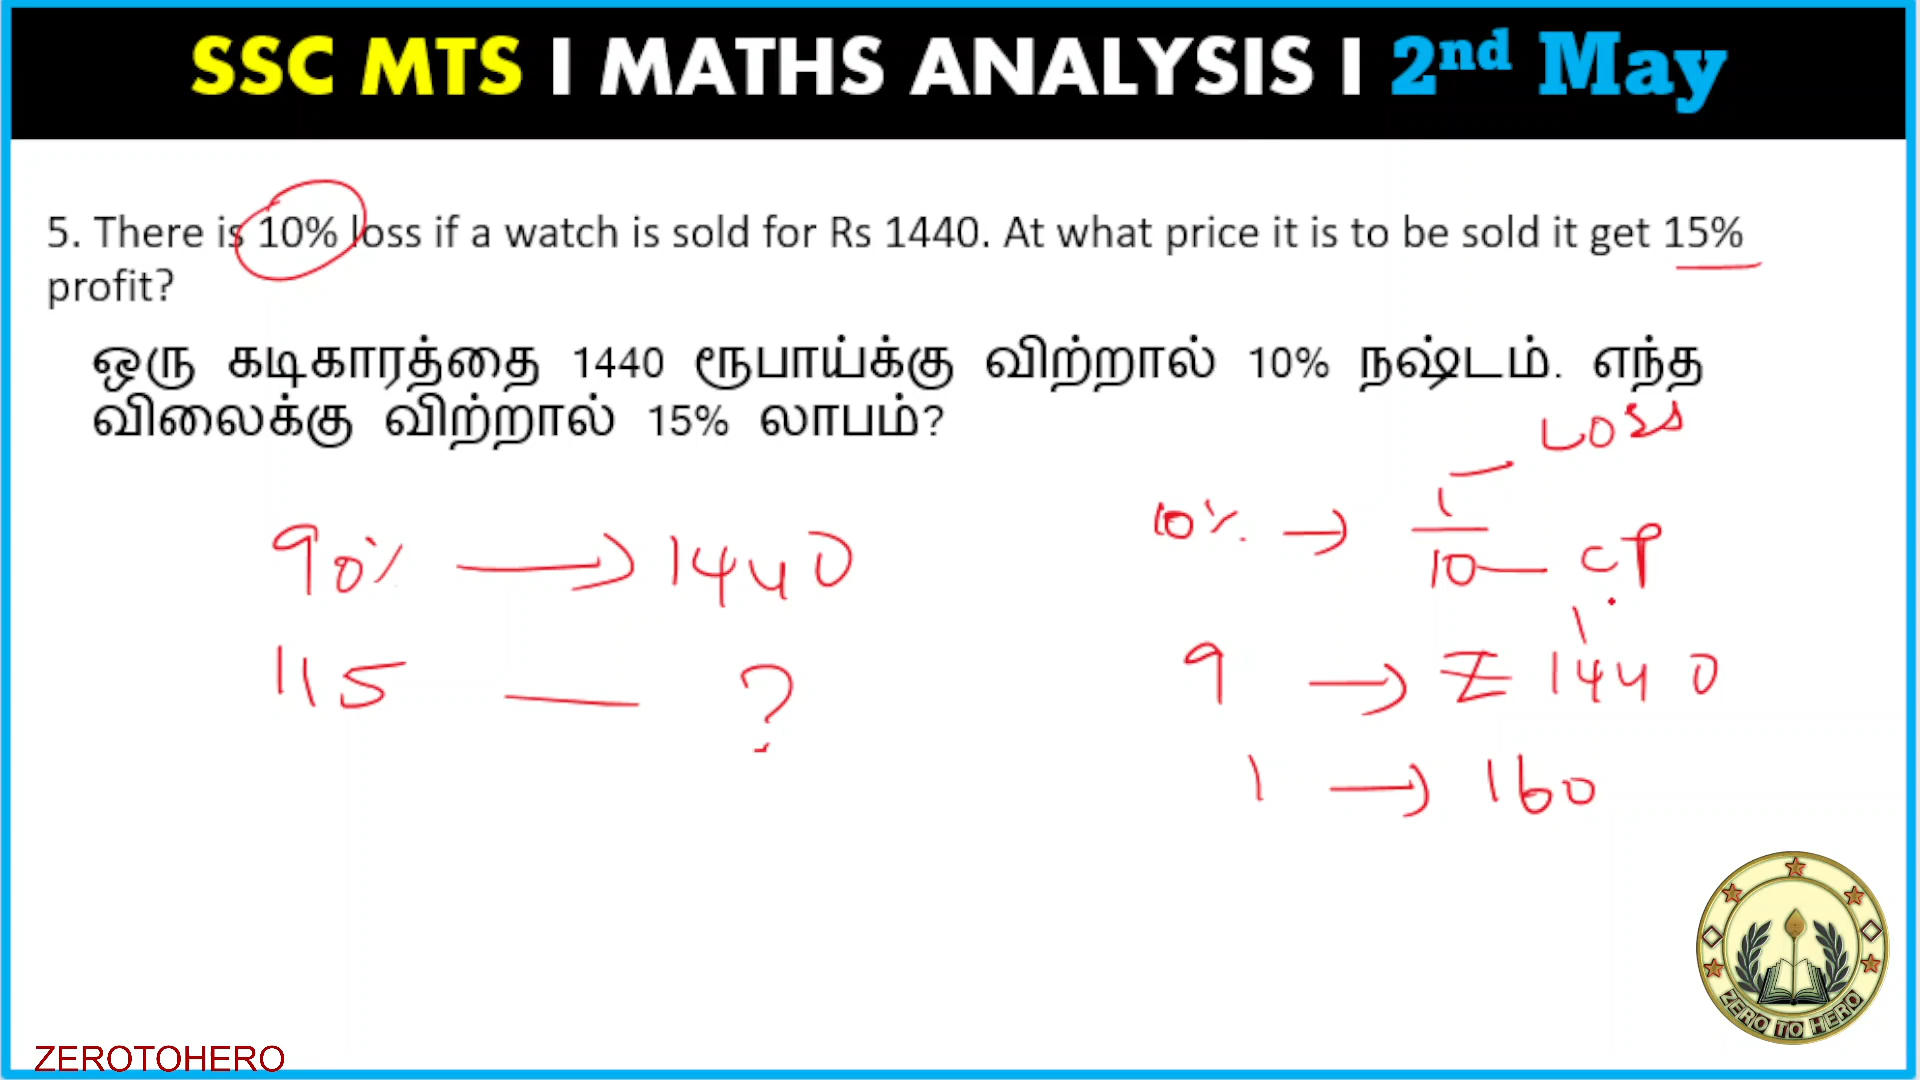 SSC MTS I MATHS ANALYSIS I 2nd May
5. There is 10% loss if a watch is sold for Rs 1440. At what price it is to be sold it get 15%
profit?
ஒரு கடிகாரத்தை 1440 ரூபாய்க்கு விற்றால் 10% நஷ்டம். எந்த
விலைக்கு விற்றால் 15% லாபம்?
Loss
10% → 1
10 — CP
90% → 1440
115 — ?
9 → 1440
1 → 160
ZERO TO HERO
ZEROTOHERO